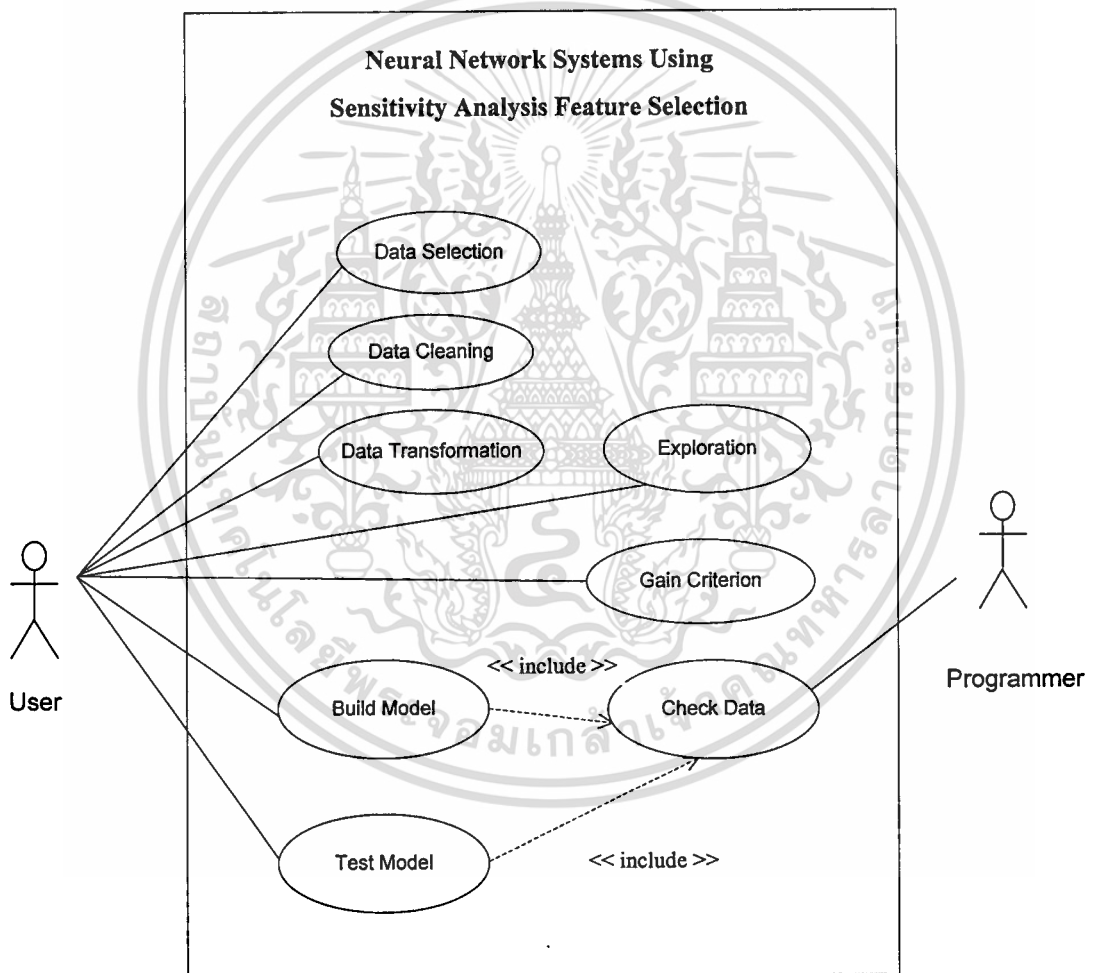 Neural Network Systems Using
Sensitivity Analysis Feature Selection
Data Selection
Data Cleaning
Data Transformation
Exploration
Gain Criterion
<< include >>
Build Model
Check Data
Test Model
<< include >>
User
Programmer